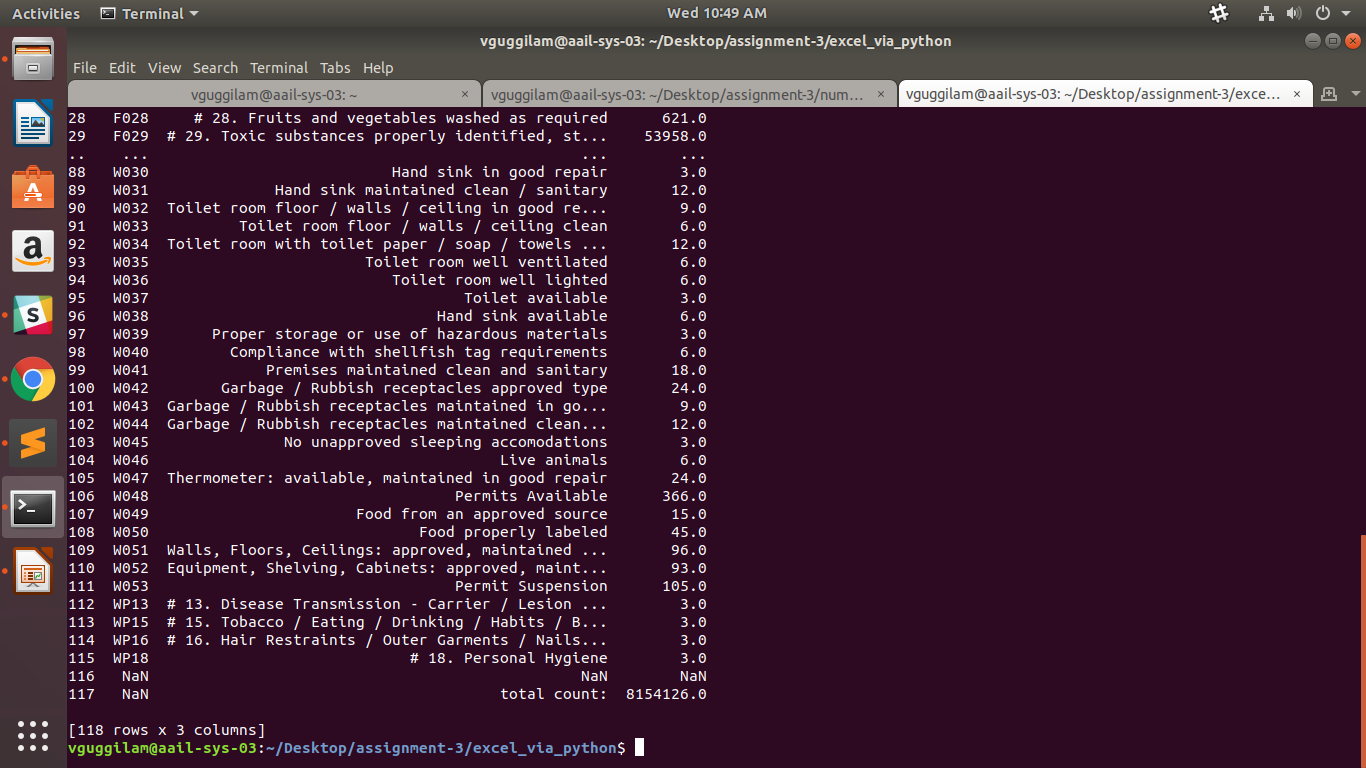 Activities Terminal Wed 10:49 AM
vguggilam@aail-sys-03: ~/Desktop/assignment-3/excel_via_python
File Edit View Search Terminal Tabs Help
vguggilam@aail-sys-03: ~ × vguggilam@aail-sys-03: ~/Desktop/assignment-3/num... × vguggilam@aail-sys-03: ~/Desktop/assignment-3/exce... ×
28 F028 # 28. Fruits and vegetables washed as required 621.0
29 F029 # 29. Toxic substances properly identified, st... 53958.0
.. ... ... ...
88 W030 Hand sink in good repair 3.0
89 W031 Hand sink maintained clean / sanitary 12.0
90 W032 Toilet room floor / walls / ceiling in good re... 9.0
91 W033 Toilet room floor / walls / ceiling clean 6.0
92 W034 Toilet room with toilet paper / soap / towels ... 12.0
93 W035 Toilet room well ventilated 6.0
94 W036 Toilet room well lighted 6.0
95 W037 Toilet available 3.0
96 W038 Hand sink available 6.0
97 W039 Proper storage or use of hazardous materials 3.0
98 W040 Compliance with shellfish tag requirements 6.0
99 W041 Premises maintained clean and sanitary 18.0
100 W042 Garbage / Rubbish receptacles approved type 24.0
101 W043 Garbage / Rubbish receptacles maintained in go... 9.0
102 W044 Garbage / Rubbish receptacles maintained clean... 12.0
103 W045 No unapproved sleeping accomodations 3.0
104 W046 Live animals 6.0
105 W047 Thermometer: available, maintained in good repair 24.0
106 W048 Permits Available 366.0
107 W049 Food from an approved source 15.0
108 W050 Food properly labeled 45.0
109 W051 Walls, Floors, Ceilings: approved, maintained ... 96.0
110 W052 Equipment, Shelving, Cabinets: approved, maint... 93.0
111 W053 Permit Suspension 105.0
112 WP13 # 13. Disease Transmission - Carrier / Lesion ... 3.0
113 WP15 # 15. Tobacco / Eating / Drinking / Habits / B... 3.0
114 WP16 # 16. Hair Restraints / Outer Garments / Nails... 3.0
115 WP18 # 18. Personal Hygiene 3.0
116 NaN NaN NaN
117 NaN total count: 8154126.0
[118 rows x 3 columns]
vguggilam@aail-sys-03:~/Desktop/assignment-3/excel_via_python$